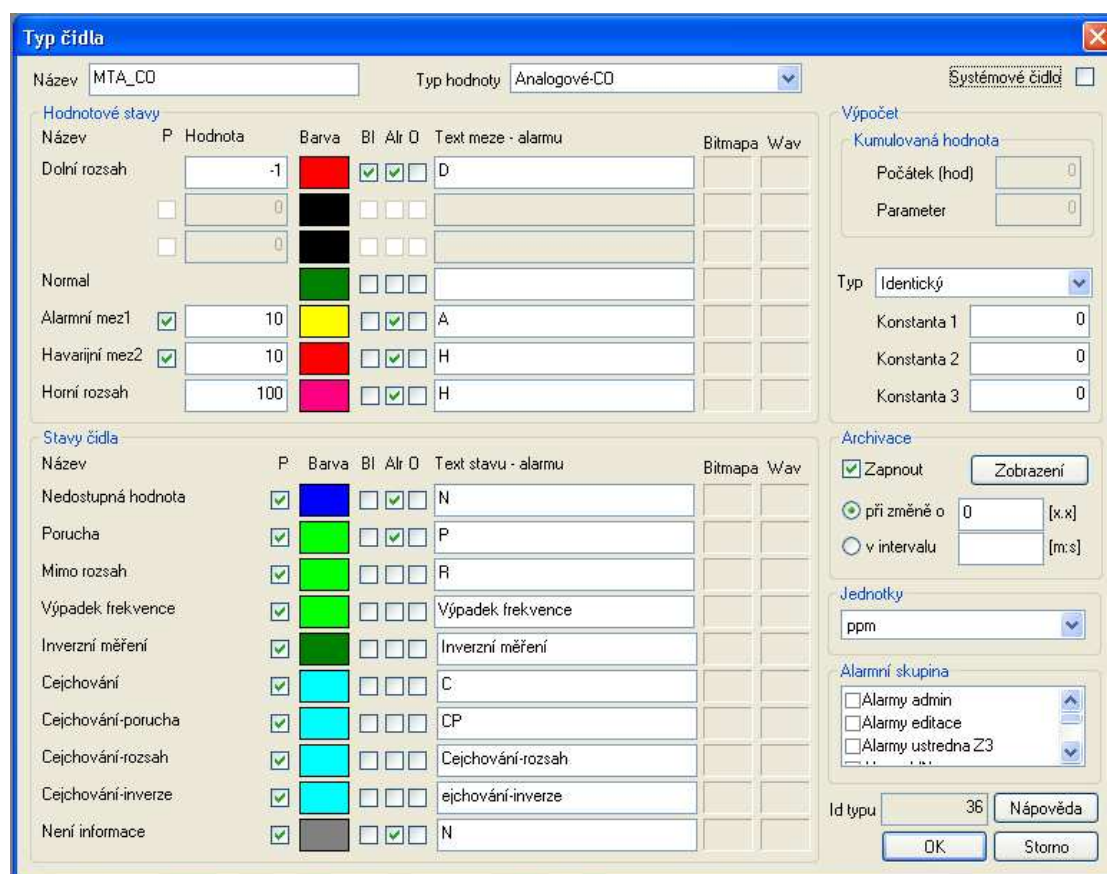 Typ čidla
Název MTA_CO Typ hodnoty Analogové-CO Systémové čidlo
Hodnotové stavy
Název P Hodnota Barva Bl Alr O Text meze - alarmu Bitmapa Wav
Dolní rozsah -1 D
0
0
Normal
Alarmní mez1 10 A
Havarijní mez2 10 H
Horní rozsah 100 H
Stavy čidla
Název P Barva Bl Alr O Text stavu - alarmu Bitmapa Wav
Nedostupná hodnota N
Porucha P
Mimo rozsah R
Výpadek frekvence Výpadek frekvence
Inverzní měření Inverzní měření
Cejchování C
Cejchování-porucha CP
Cejchování-rozsah Cejchování-rozsah
Cejchování-inverze ejchování-inverze
Není informace N
Výpočet
Kumulovaná hodnota
Počátek (hod) 0
Parameter 0
Typ Identický
Konstanta 1 0
Konstanta 2 0
Konstanta 3 0
Archivace
Zapnout Zobrazení
při změně o 0 [x.x]
v intervalu [m:s]
Jednotky
ppm
Alarmní skupina
Alarmy admin
Alarmy editace
Alarmy ustredna Z3
Id typu 36 Nápověda
OK Storno